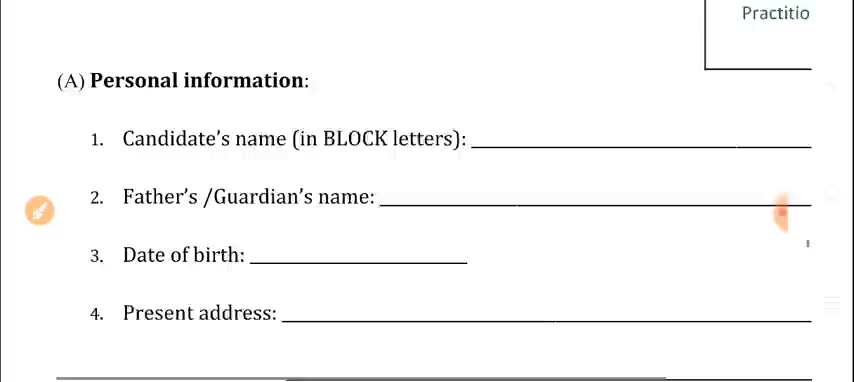 Practitio
(A) Personal information:
1. Candidate's name (in BLOCK letters):
2. Father's /Guardian's name:
3. Date of birth:
4. Present address: